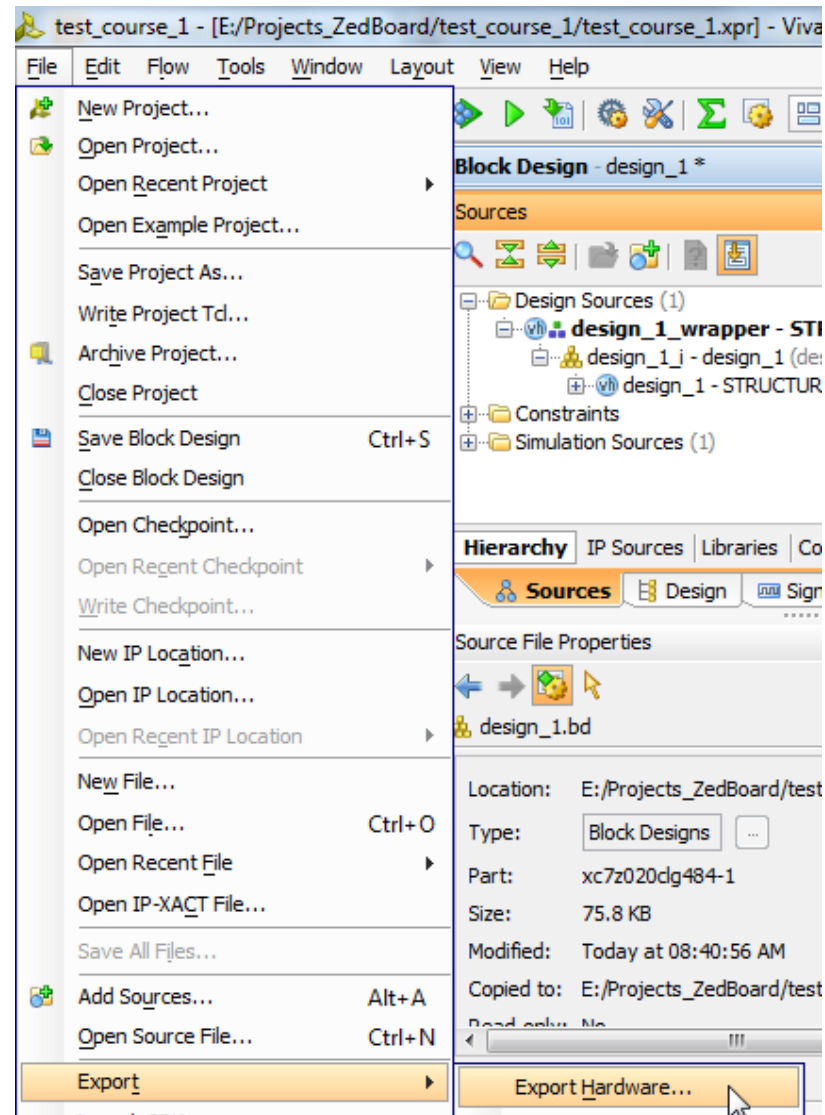 test_course_1 - [E:/Projects_ZedBoard/test_course_1/test_course_1.xpr] - Viva
File Edit Flow Tools Window Layout View Help
New Project...
Open Project...
Open Recent Project
Open Example Project...
Save Project As...
Write Project Tcl...
Archive Project...
Close Project
Save Block Design Ctrl+S
Close Block Design
Open Checkpoint...
Open Recent Checkpoint
Write Checkpoint...
New IP Location...
Open IP Location...
Open Recent IP Location
New File...
Open File... Ctrl+O
Open Recent File
Open IP-XACT File...
Save All Files...
Add Sources... Alt+A
Open Source File... Ctrl+N
Export
Export Hardware...
Block Design - design_1 *
Sources
Design Sources (1)
design_1_wrapper - STR
design_1_i - design_1 (des
design_1 - STRUCTUR
Constraints
Simulation Sources (1)
Hierarchy IP Sources Libraries Co
Sources Design Sign
Source File Properties
design_1.bd
Location: E:/Projects_ZedBoard/test
Type: Block Designs ...
Part: xc7z020clg484-1
Size: 75.8 KB
Modified: Today at 08:40:56 AM
Copied to: E:/Projects_ZedBoard/test
Read-only: No